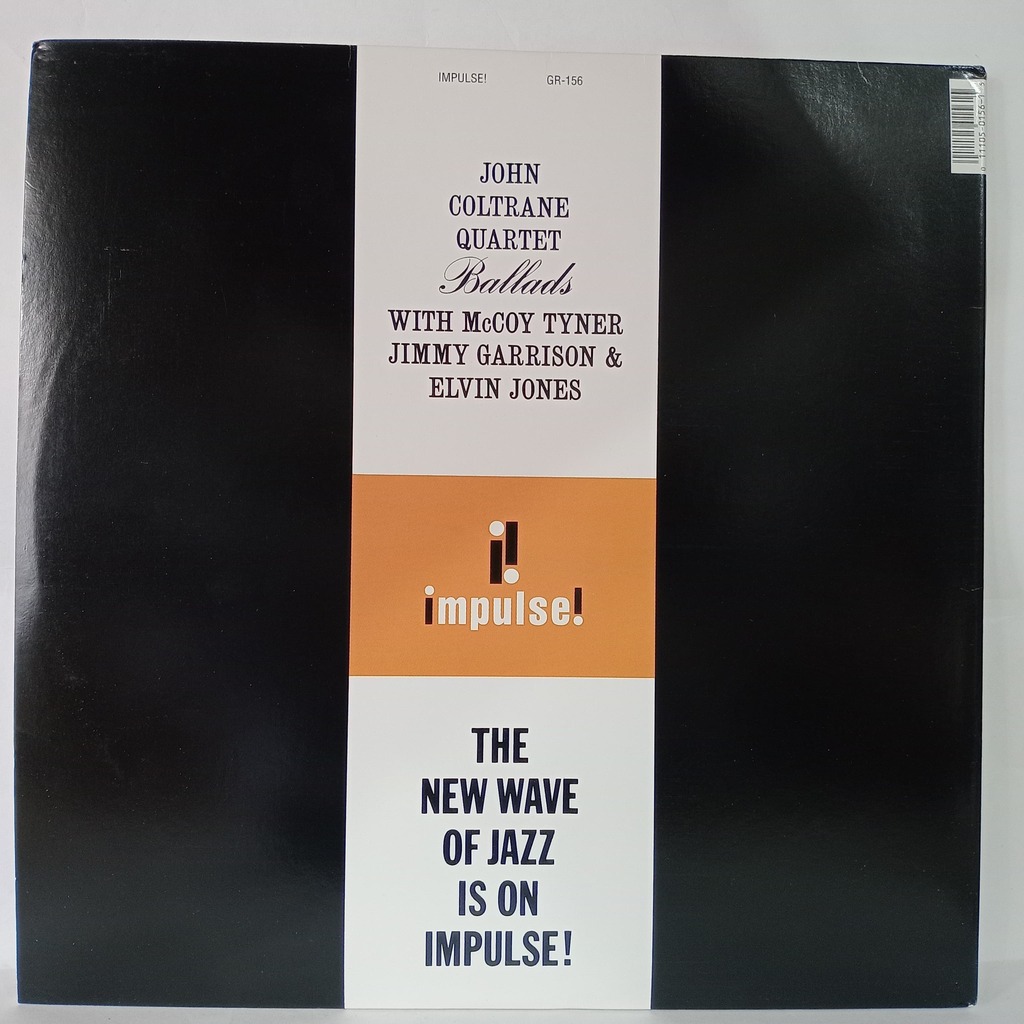 IMPULSE! GR-156
JOHN
COLTRANE
QUARTET
Ballads
WITH McCOY TYNER
JIMMY GARRISON &
ELVIN JONES
i!
impulse!
THE
NEW WAVE
OF JAZZ
IS ON
IMPULSE!